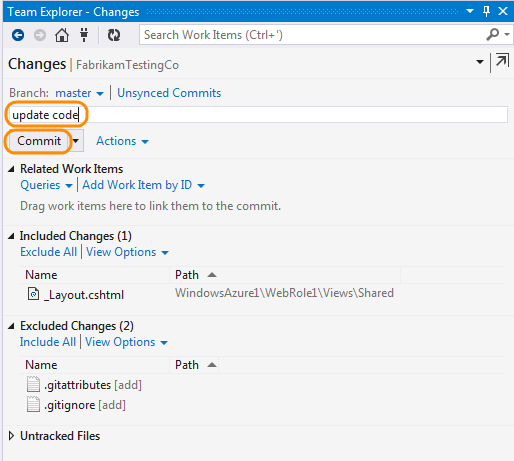 Team Explorer - Changes
Search Work Items (Ctrl+')
Changes | FabrikamTestingCo
Branch: master Unsynced Commits
update code
Commit Actions
Related Work Items
Queries Add Work Item by ID
Drag work items here to link them to the commit.
Included Changes (1)
Exclude All View Options
Name Path
_Layout.cshtml WindowsAzure1\WebRole1\Views\Shared
Excluded Changes (2)
Include All View Options
Name Path
.gitattributes [add]
.gitignore [add]
Untracked Files